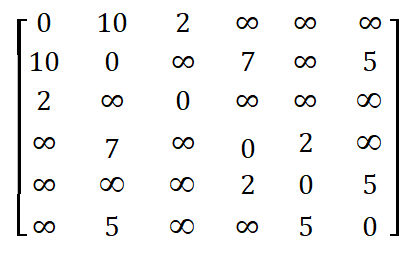 0 10 2 ∞ ∞ ∞
10 0 ∞ 7 ∞ 5
2 ∞ 0 ∞ ∞ ∞
∞ 7 ∞ 0 2 ∞
∞ ∞ ∞ 2 0 5
∞ 5 ∞ ∞ 5 0